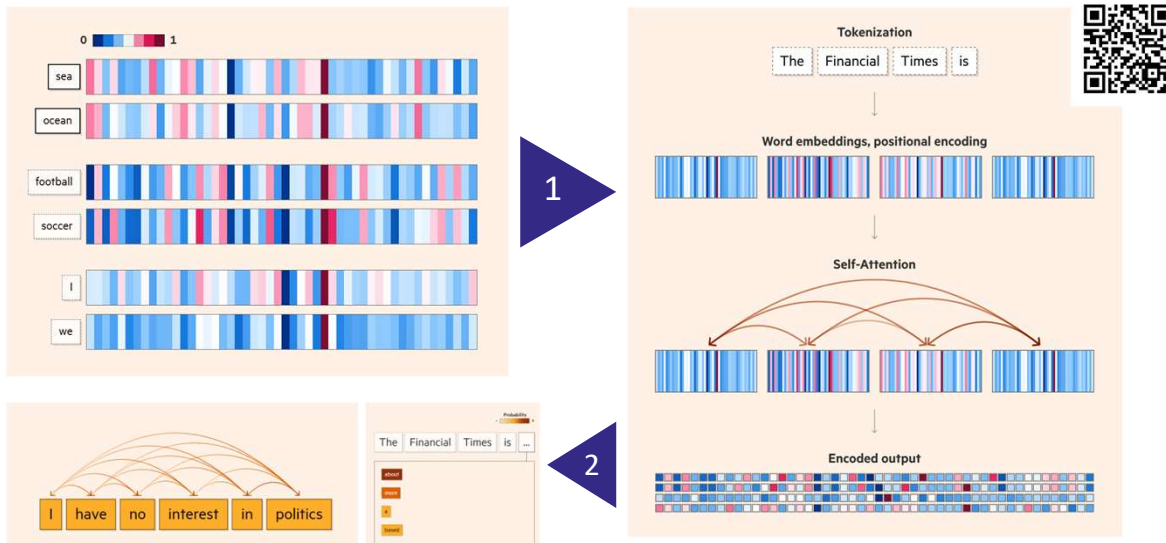 0 1
sea
ocean
football
soccer
I
we
1
Tokenization
The Financial Times is
Word embeddings, positional encoding
Self-Attention
Encoded output
2
I have no interest in politics
Probability
- +
The Financial Times is ...
about
more
a
based